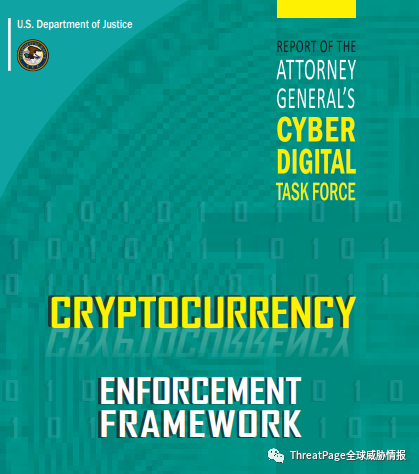 U.S. Department of Justice
REPORT OF THE
ATTORNEY
GENERAL'S
CYBER
DIGITAL
TASK FORCE
CRYPTOCURRENCY
ENFORCEMENT
FRAMEWORK
ThreatPage全球威胁情报